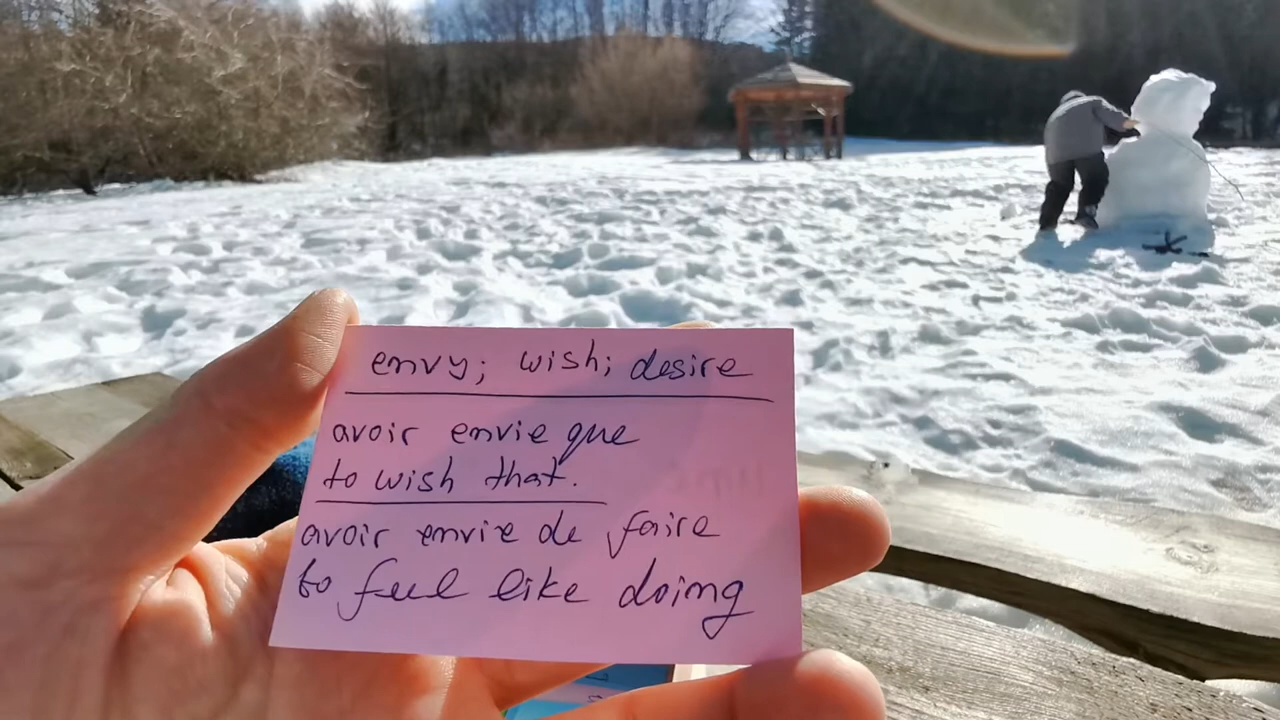 envy; wish; desire
avoir envie que
to wish that.
avoir envie de faire
to feel like doing